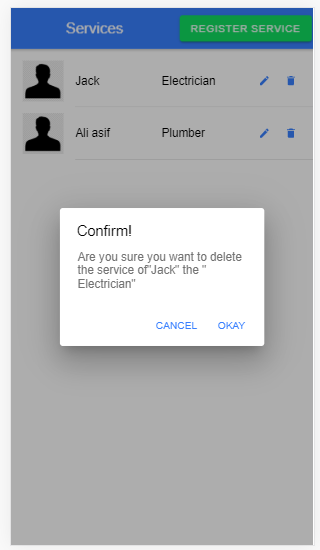 Services
REGISTER SERVICE
Jack Electrician
Ali asif Plumber
Confirm!
Are you sure you want to delete
the service of"Jack" the "
Electrician"
CANCEL OKAY